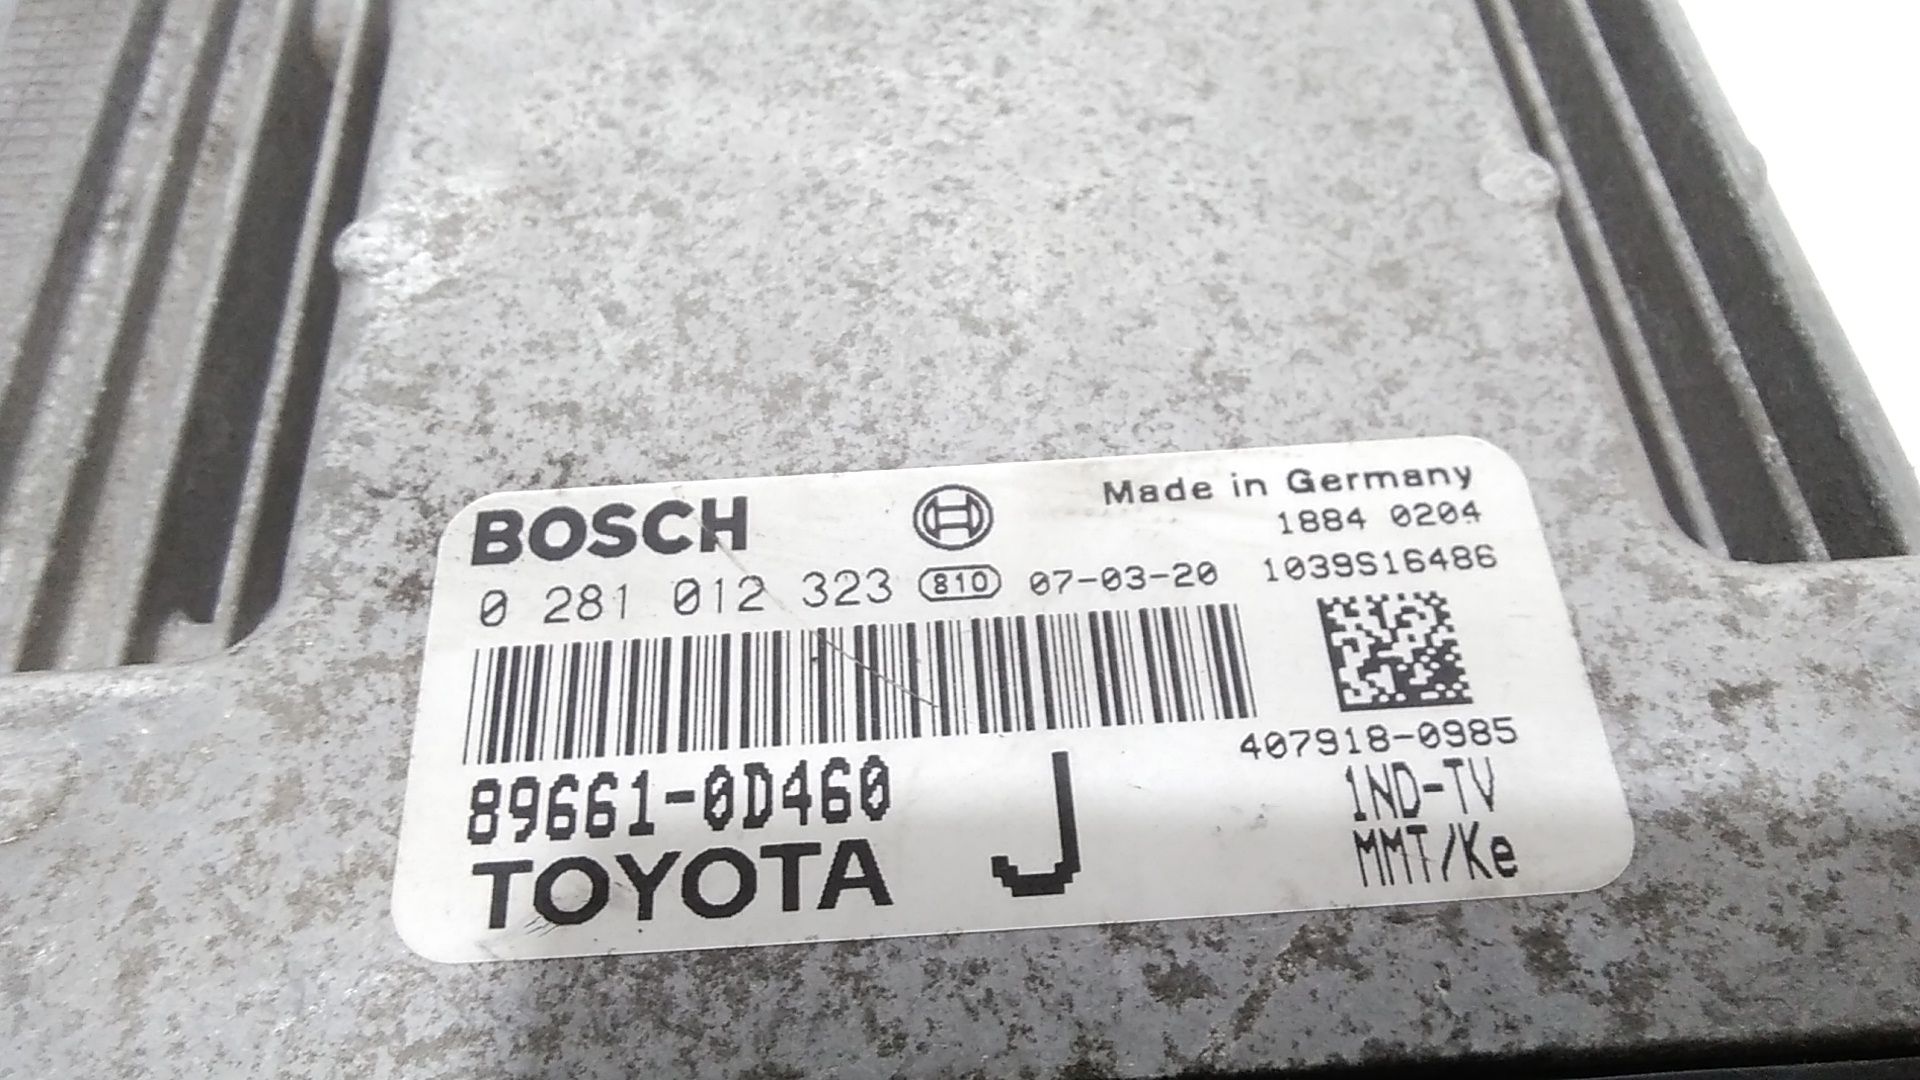 BOSCH
Made in Germany
1884 0204
0 281 012 323 810 07-03-20 1039S16486
407918-0985
89661-0D460 J 1ND-TV
TOYOTA MMT/Ke